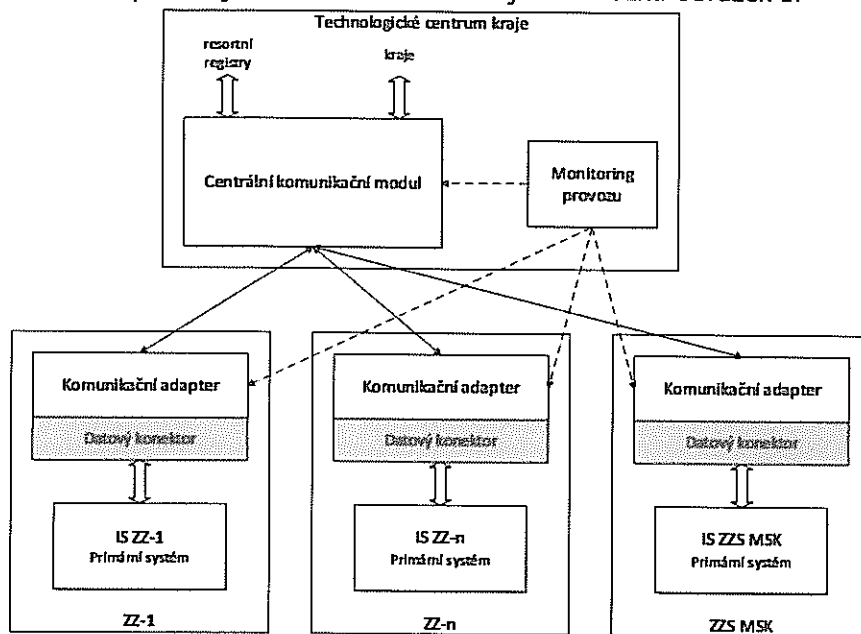 Technologické centrum kraje
resortní
registry
kraje
Centrální komunikační modul
Monitoring
provozu
Komunikační adapter
Datový konektor
IS ZZ-1
Primární systém
ZZ-1
Komunikační adapter
Datový konektor
IS ZZ-n
Primární systém
ZZ-n
Komunikační adapter
Datový konektor
IS ZZS MSK
Primární systém
ZZS MSK